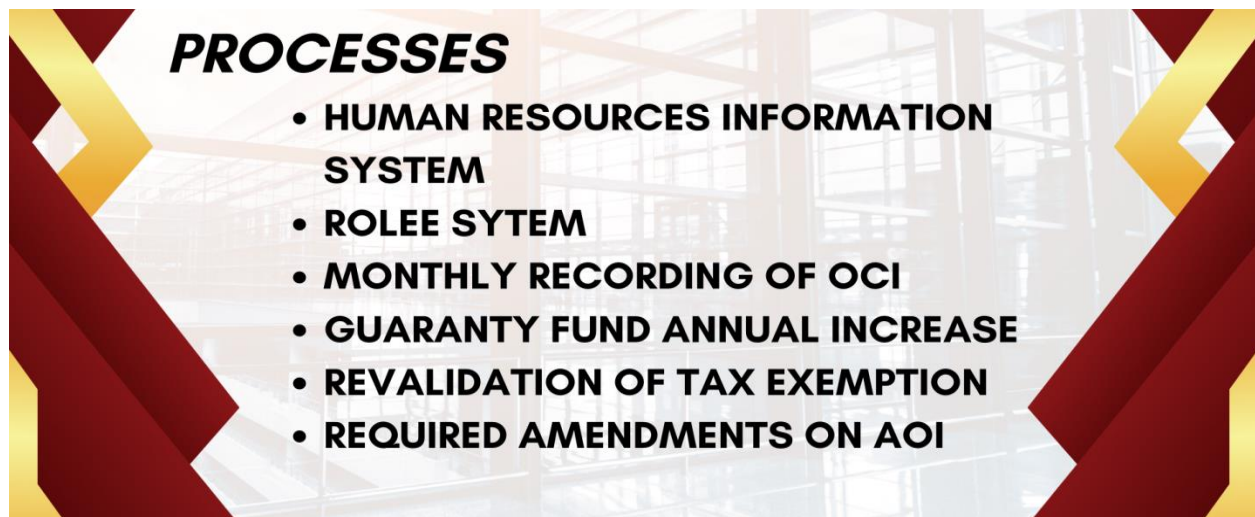 PROCESSES
• HUMAN RESOURCES INFORMATION
SYSTEM
• ROLEE SYTEM
• MONTHLY RECORDING OF OCI
• GUARANTY FUND ANNUAL INCREASE
• REVALIDATION OF TAX EXEMPTION
• REQUIRED AMENDMENTS ON AOI